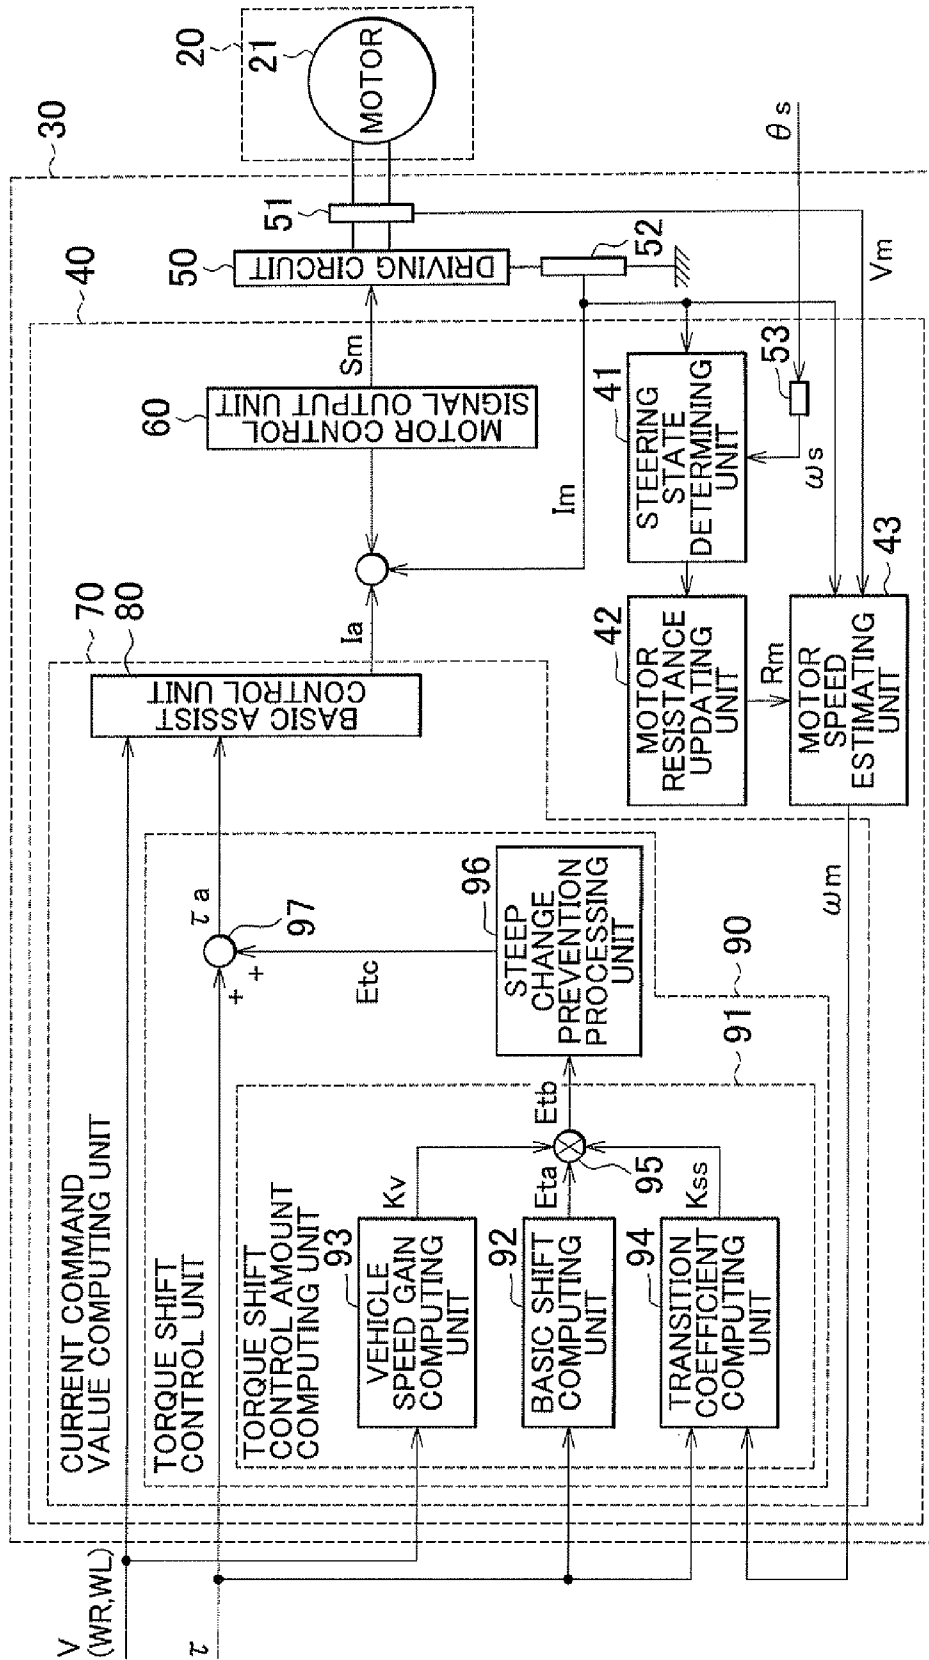 20
21
MOTOR
30
51
50
DRIVING CIRCUIT
52
θs
Vm
40
Sm
60
MOTOR CONTROL
SIGNAL OUTPUT UNIT
53
ωs
41
STEERING
STATE
DETERMINING
UNIT
Im
70
80
BASIC ASSIST
CONTROL UNIT
Ia
42
MOTOR
RESISTANCE
UPDATING
UNIT
Rm
43
MOTOR
SPEED
ESTIMATING
UNIT
ωm
τa
97
+
+
Etc
96
STEEP
CHANGE
PREVENTION
PROCESSING
UNIT
90
91
Etb
95
Kv
Eta
Kss
CURRENT COMMAND
VALUE COMPUTING UNIT
TORQUE SHIFT
CONTROL UNIT
TORQUE SHIFT
CONTROL AMOUNT
COMPUTING UNIT
93
VEHICLE
SPEED GAIN
COMPUTING
UNIT
92
BASIC SHIFT
COMPUTING
UNIT
94
TRANSITION
COEFFICIENT
COMPUTING
UNIT
V
(WR,WL)
τ